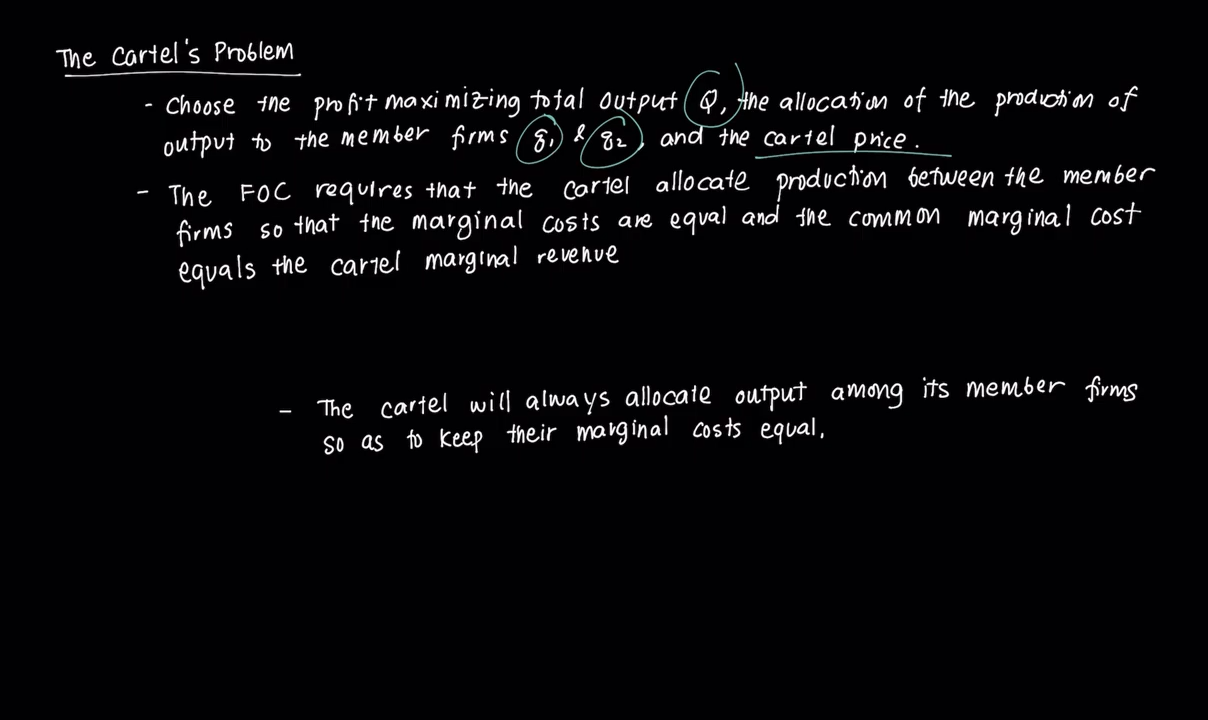 The Cartel's Problem
- Choose the profit maximizing total output Q, the allocation of the production of
output to the member firms q1 & q2, and the cartel price.
- The FOC requires that the cartel allocate production between the member
firms so that the marginal costs are equal and the common marginal cost
equals the cartel marginal revenue
- The cartel will always allocate output among its member firms
so as to keep their marginal costs equal.